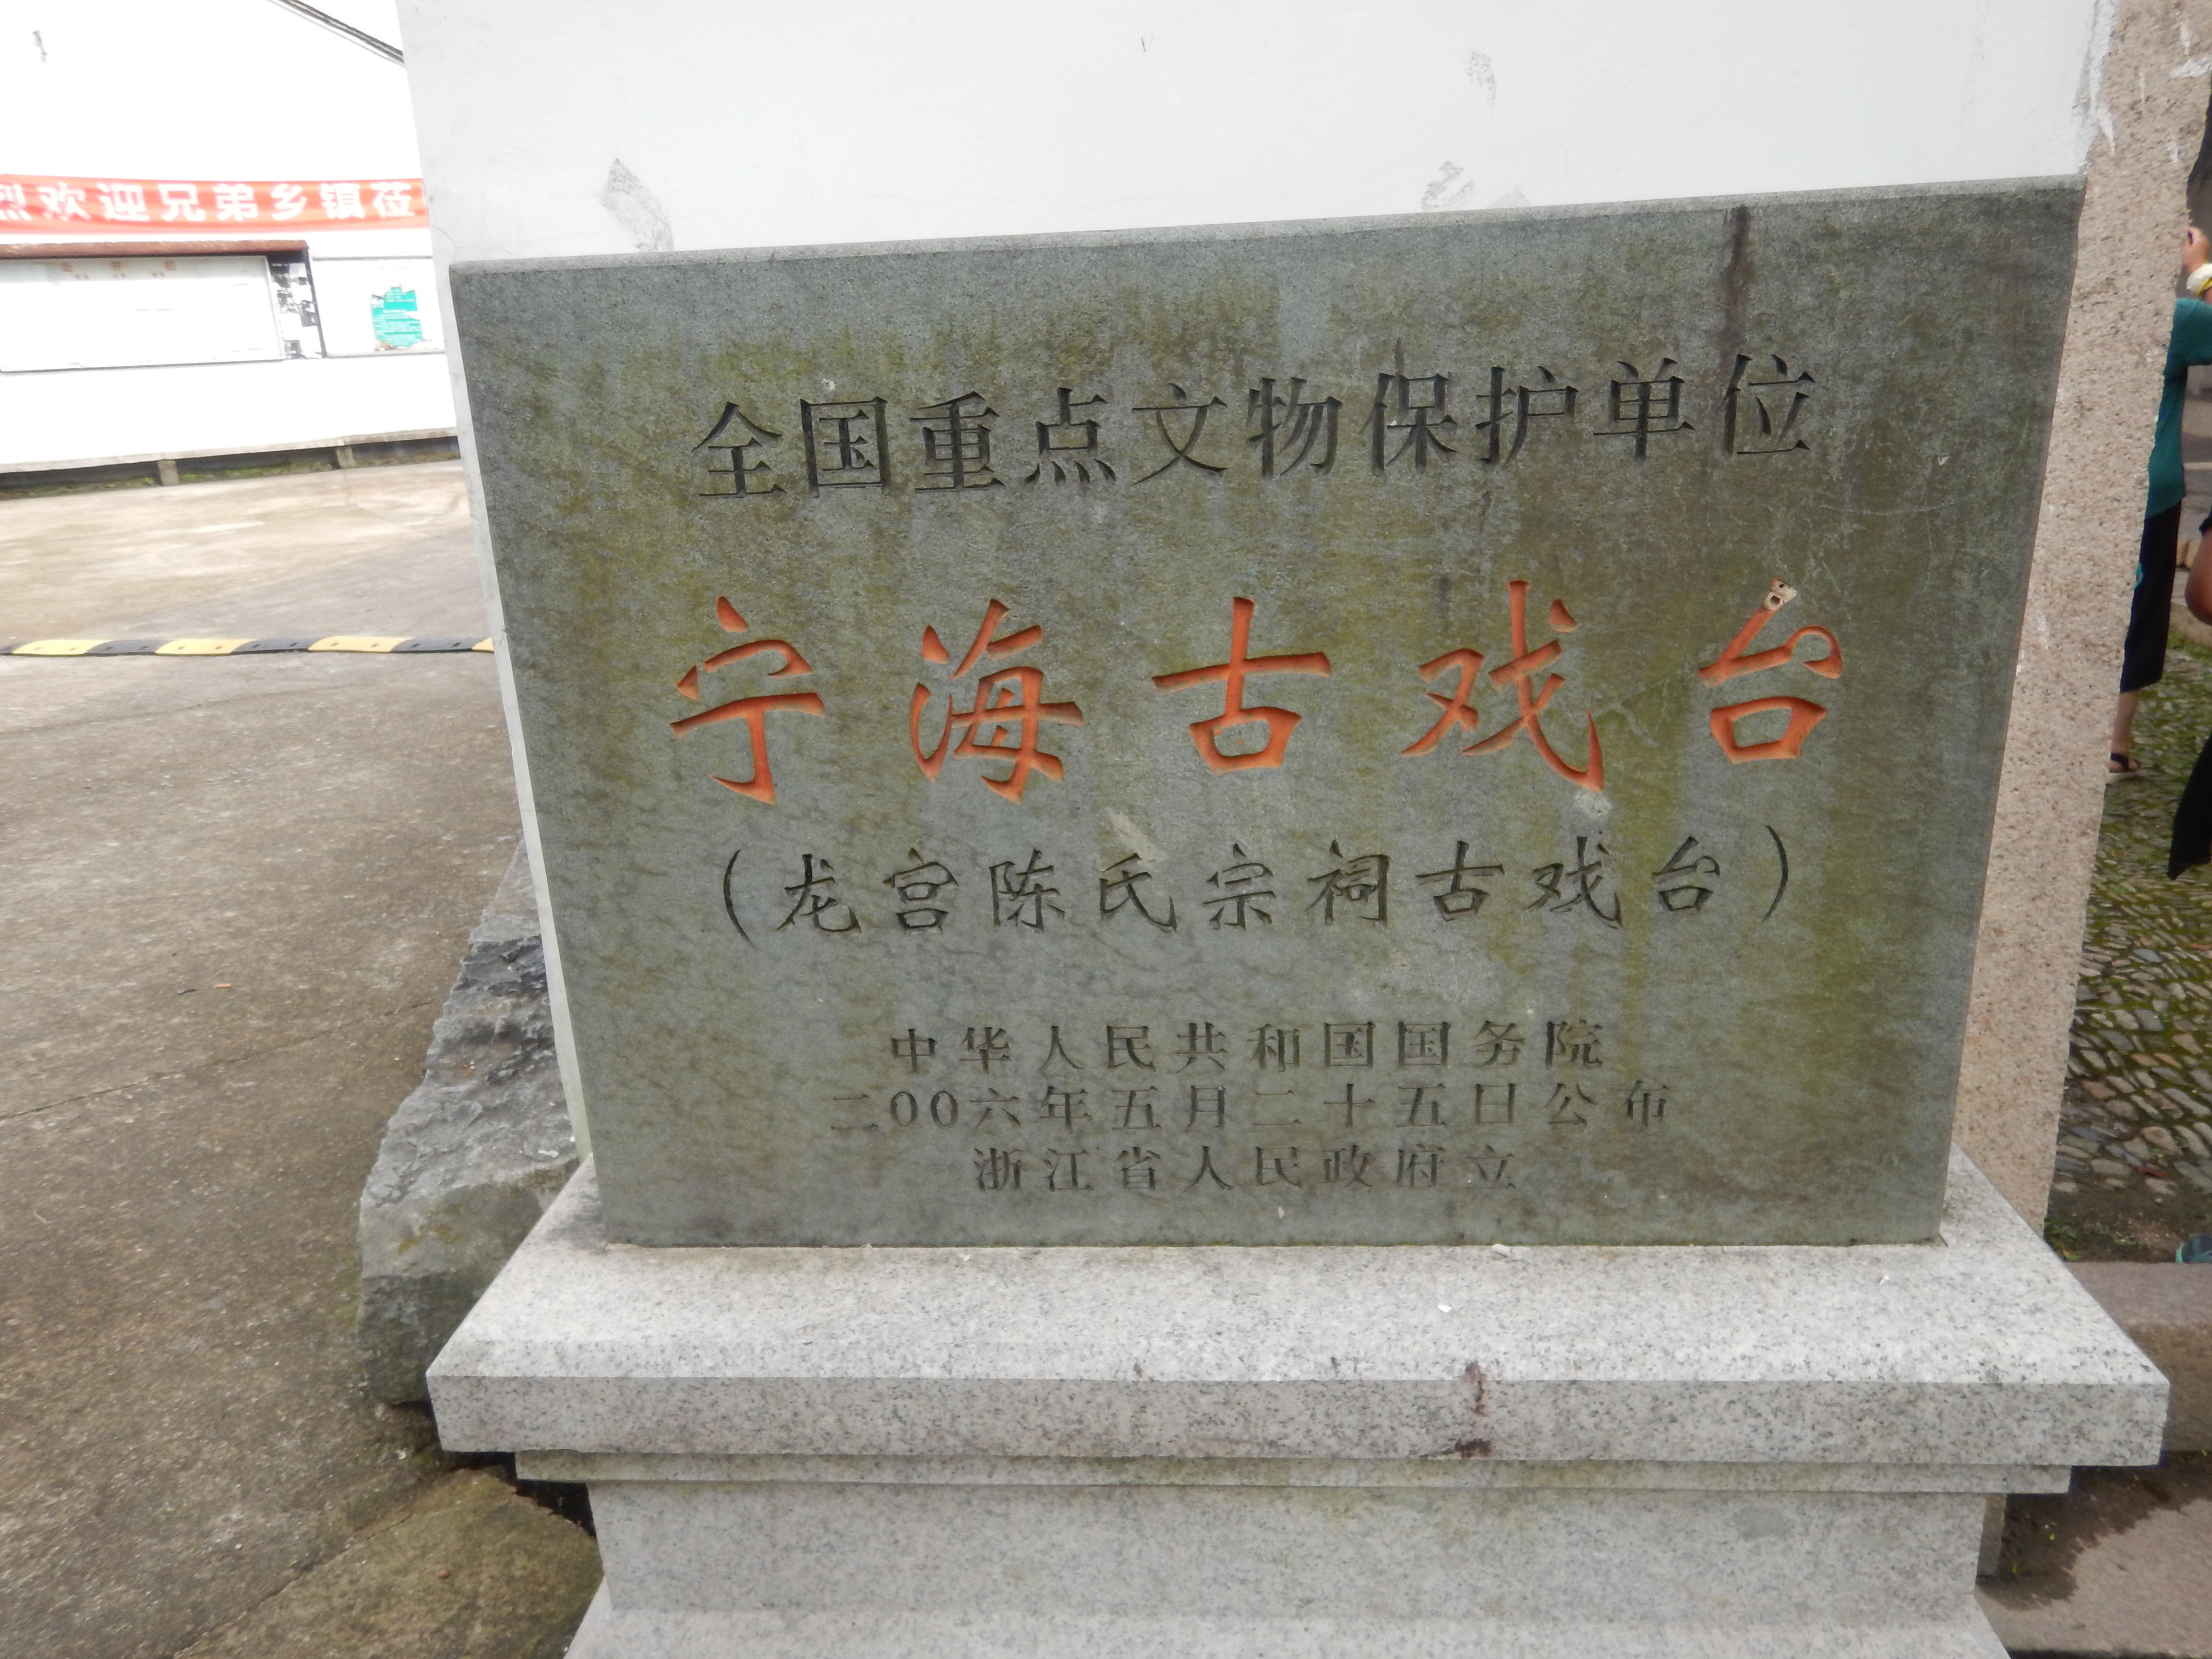 烈欢迎兄弟乡镇莅
全国重点文物保护单位
宁海古戏台
（龙宫陈氏宗祠古戏台）
中华人民共和国国务院
二00六年五月二十五日公布
浙江省人民政府立